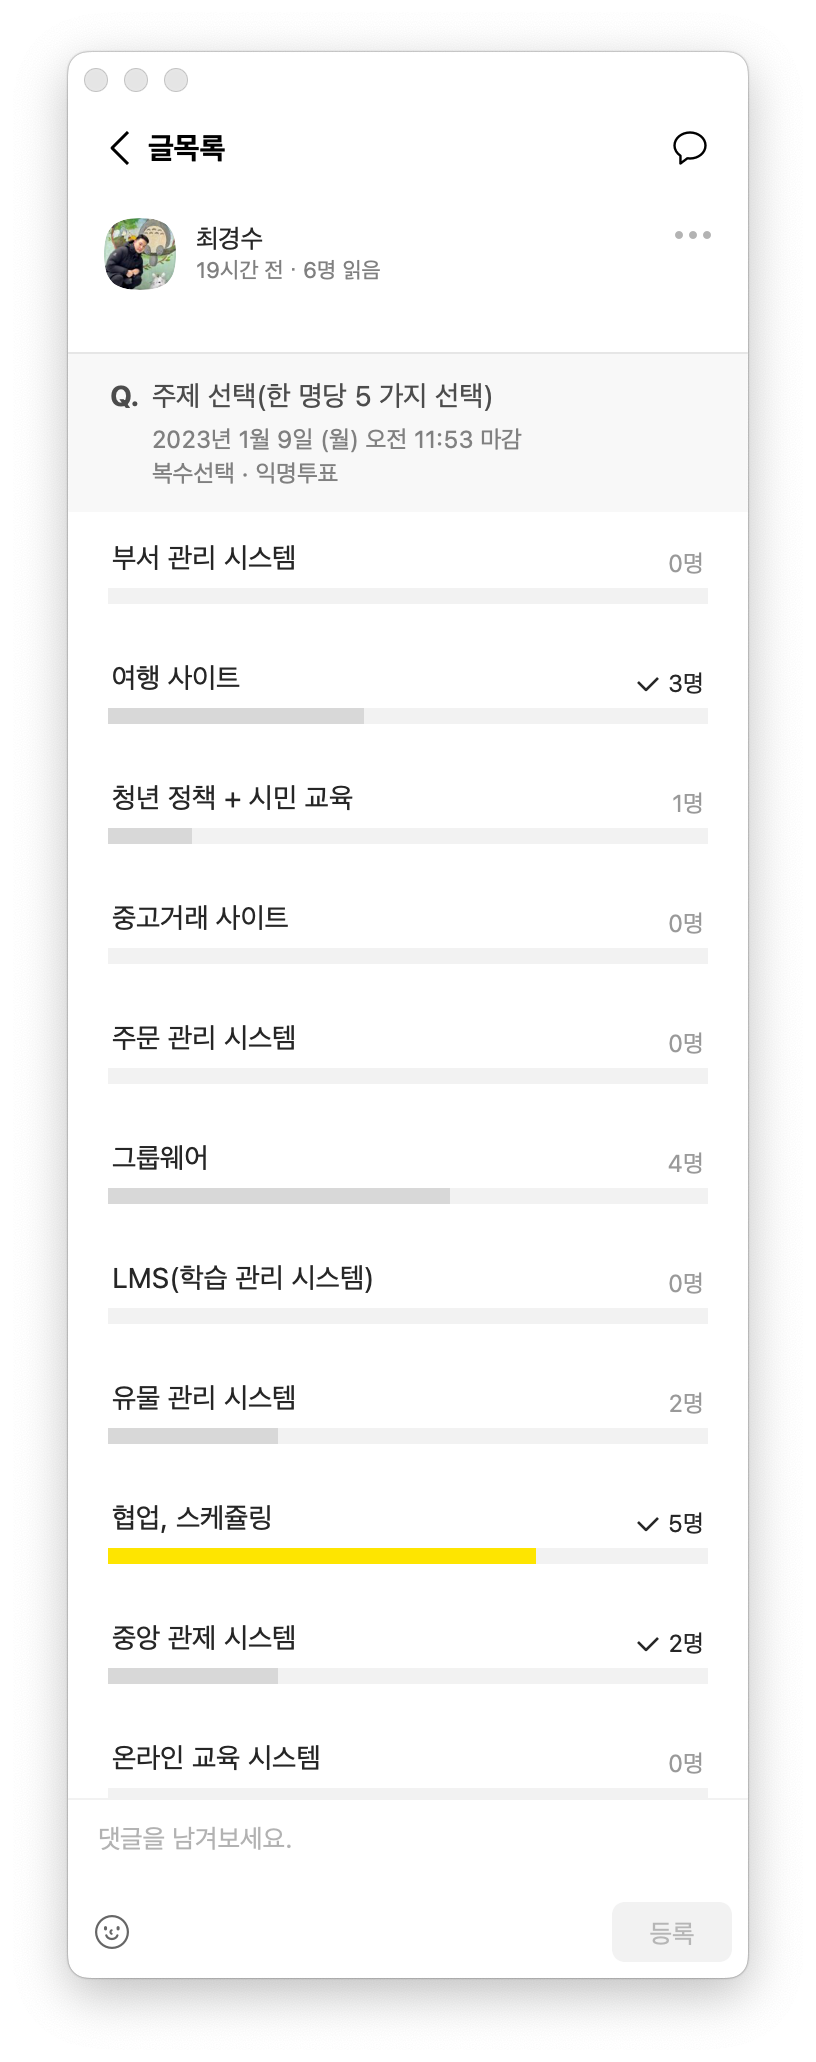 글목록
최경수
19시간 전 · 6명 읽음
Q. 주제 선택(한 명당 5 가지 선택)
2023년 1월 9일 (월) 오전 11:53 마감
복수선택 · 익명투표
부서 관리 시스템 0명
여행 사이트 3명
청년 정책 + 시민 교육 1명
중고거래 사이트 0명
주문 관리 시스템 0명
그룹웨어 4명
LMS(학습 관리 시스템) 0명
유물 관리 시스템 2명
협업, 스케쥴링 5명
중앙 관제 시스템 2명
온라인 교육 시스템 0명
댓글을 남겨보세요.
등록